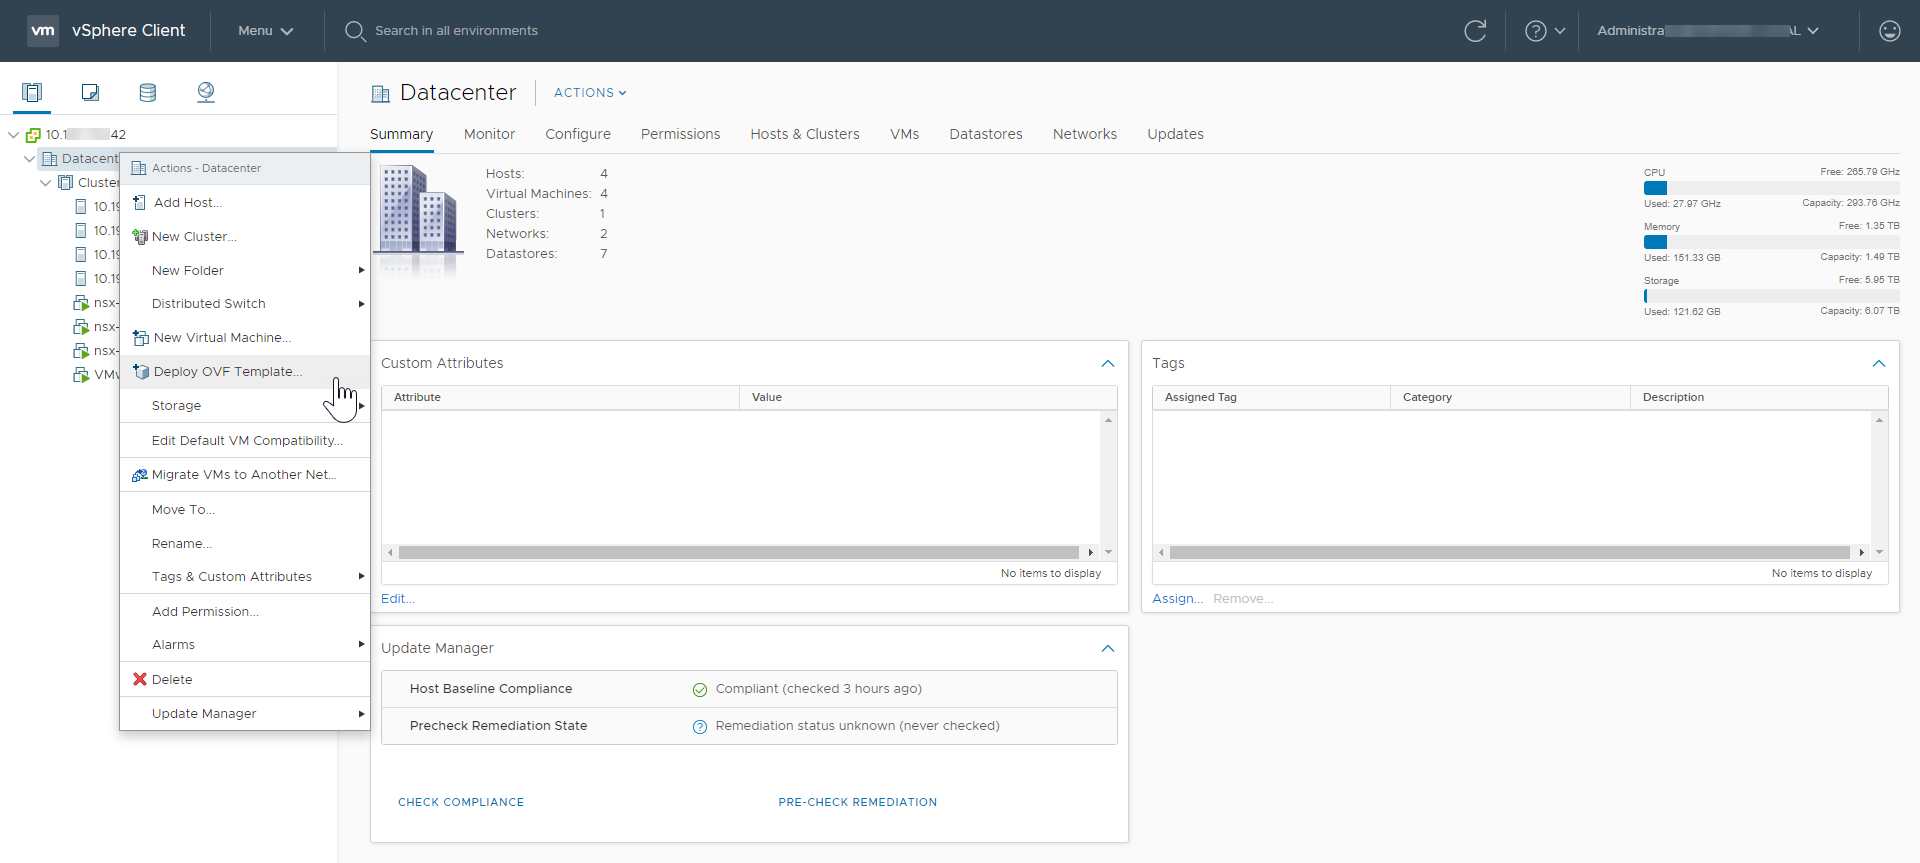 vm vSphere Client Menu Search in all environments Administra AL
Datacenter ACTIONS
Summary Monitor Configure Permissions Hosts & Clusters VMs Datastores Networks Updates
10.1 42
Datacent
Cluster
10.19
10.19
10.19
10.19
nsx-
nsx-
nsx-
VMw
Actions - Datacenter
Add Host...
New Cluster...
New Folder
Distributed Switch
New Virtual Machine...
Deploy OVF Template...
Storage
Edit Default VM Compatibility...
Migrate VMs to Another Net...
Move To...
Rename...
Tags & Custom Attributes
Add Permission...
Alarms
Delete
Update Manager
Hosts: 4
Virtual Machines: 4
Clusters: 1
Networks: 2
Datastores: 7
CPU Free: 265.79 GHz
Used: 27.97 GHz Capacity: 293.76 GHz
Memory Free: 1.35 TB
Used: 151.33 GB Capacity: 1.49 TB
Storage Free: 5.95 TB
Used: 121.62 GB Capacity: 6.07 TB
Custom Attributes
Attribute Value
No items to display
Edit...
Tags
Assigned Tag Category Description
No items to display
Assign... Remove...
Update Manager
Host Baseline Compliance Compliant (checked 3 hours ago)
Precheck Remediation State Remediation status unknown (never checked)
CHECK COMPLIANCE PRE-CHECK REMEDIATION